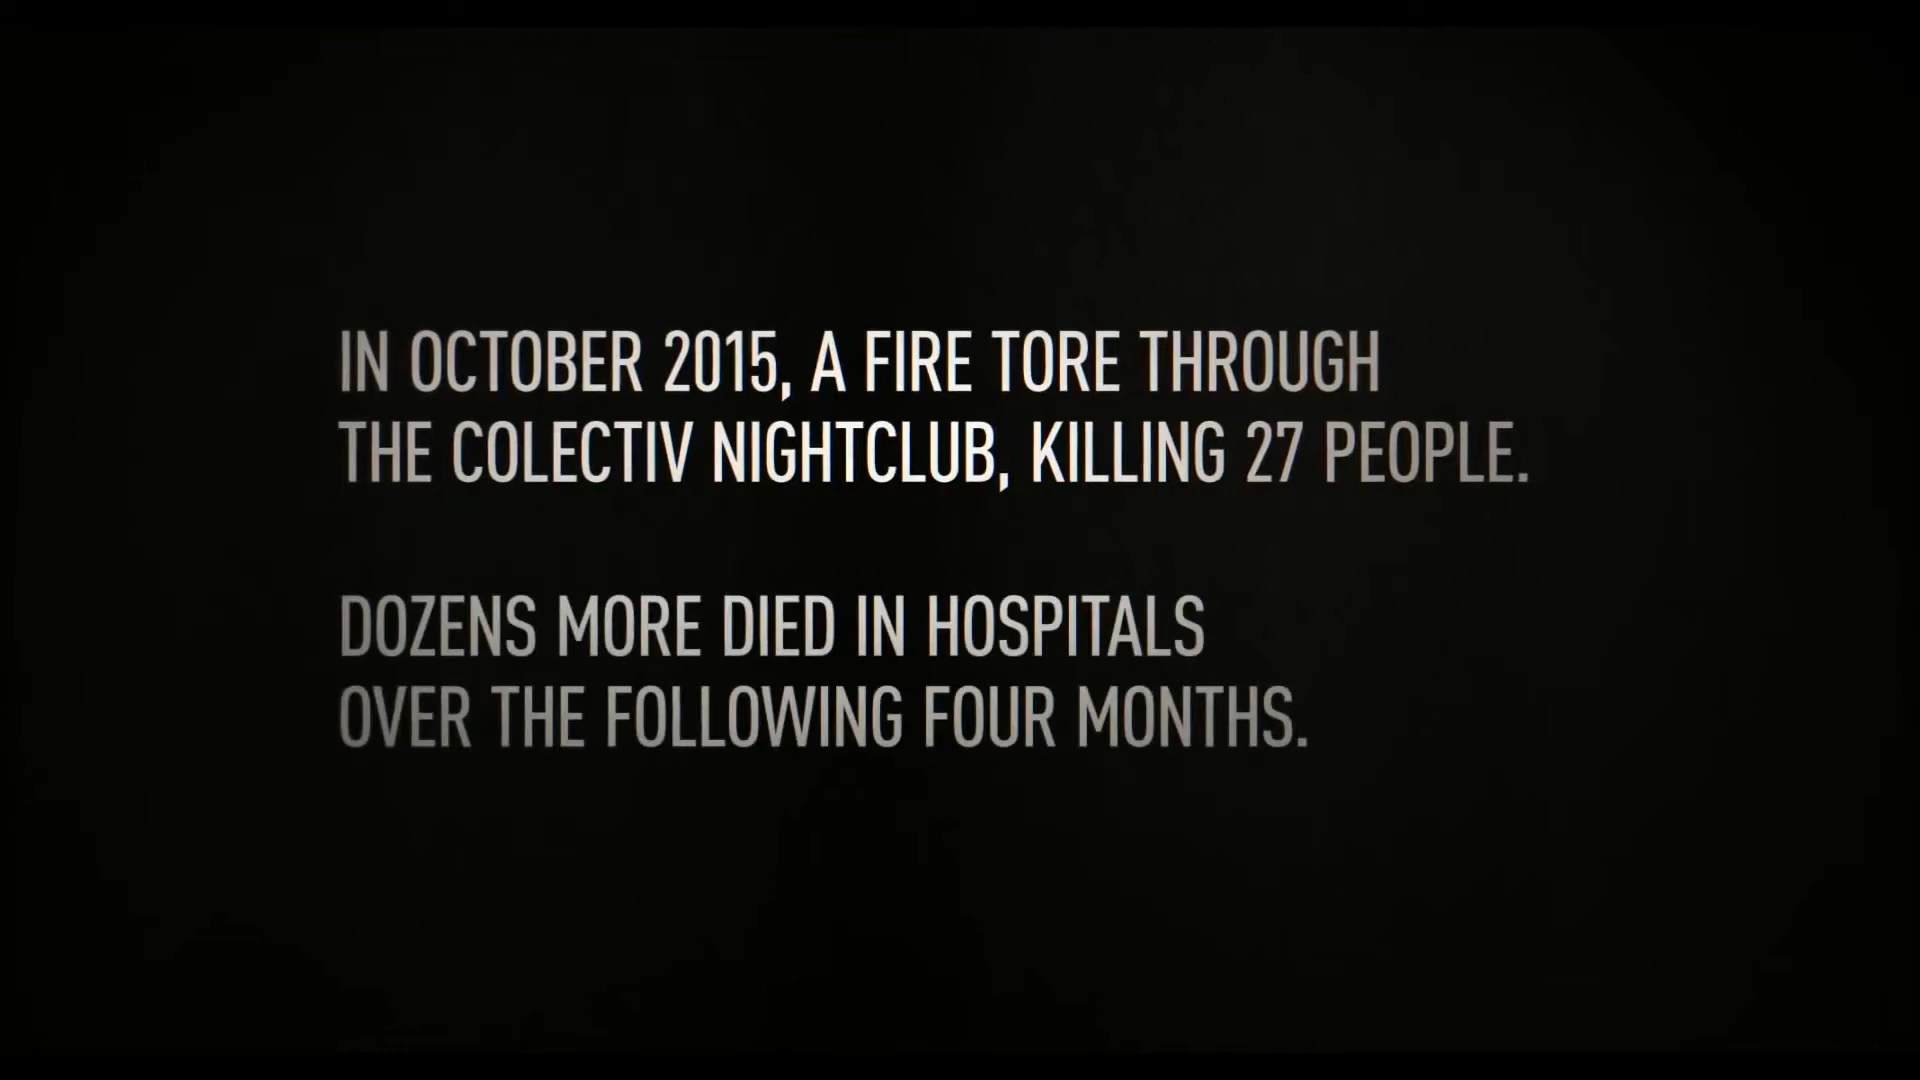 IN OCTOBER 2015, A FIRE TORE THROUGH
THE COLECTIV NIGHTCLUB, KILLING 27 PEOPLE.
DOZENS MORE DIED IN HOSPITALS
OVER THE FOLLOWING FOUR MONTHS.